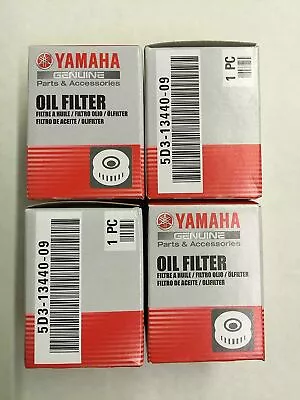 YAMAHA
GENUINE
Parts & Accessories
OIL FILTER
FILTRE A HUILE / FILTRO OLIO / ÖLFILTER
FILTRO DE ACEITE / OLJFILTER
5D3-13440-09
1 PC
5D3-13440-09
1 PC
YAMAHA
GENUINE
Parts & Accessories
OIL FILTER
FILTRE A HUILE / FILTRO OLIO / ÖLFILTER
FILTRO DE ACEITE / OLJFILTER